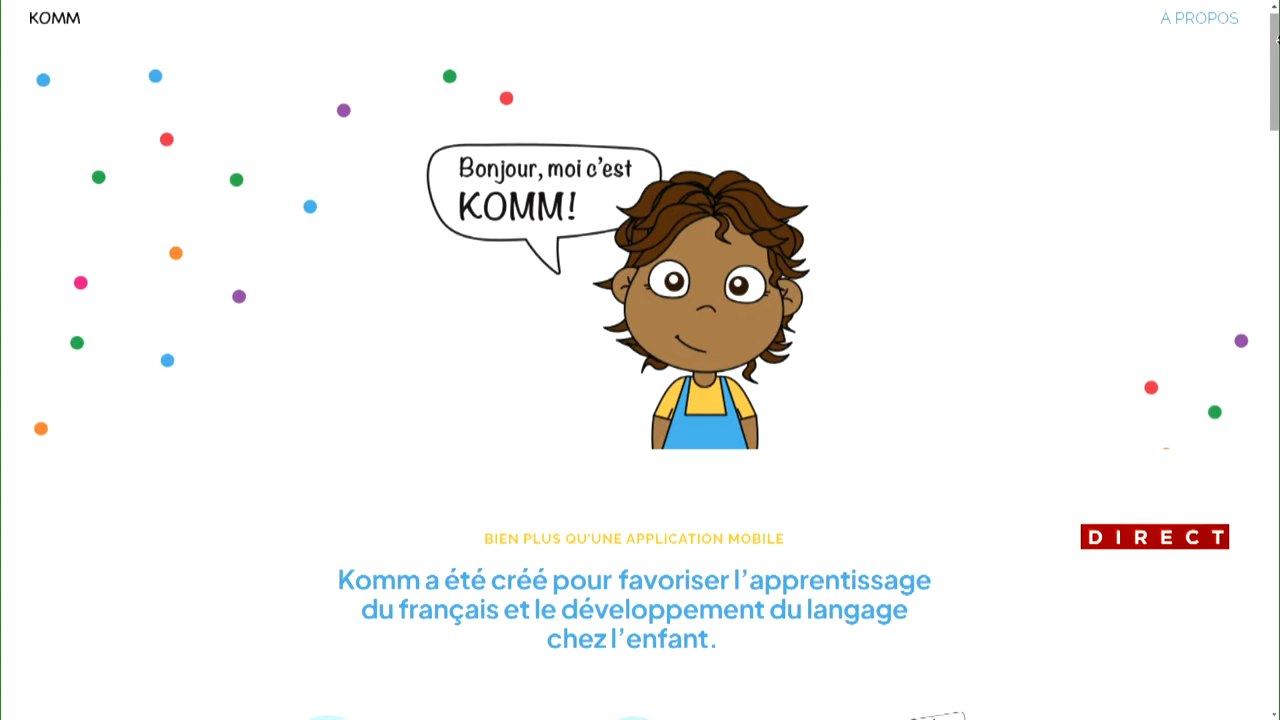 KOMM
À PROPOS
Bonjour, moi c'est
KOMM!
BIEN PLUS QU'UNE APPLICATION MOBILE
DIRECT
Komm a été créé pour favoriser l'apprentissage
du français et le développement du langage
chez l'enfant.